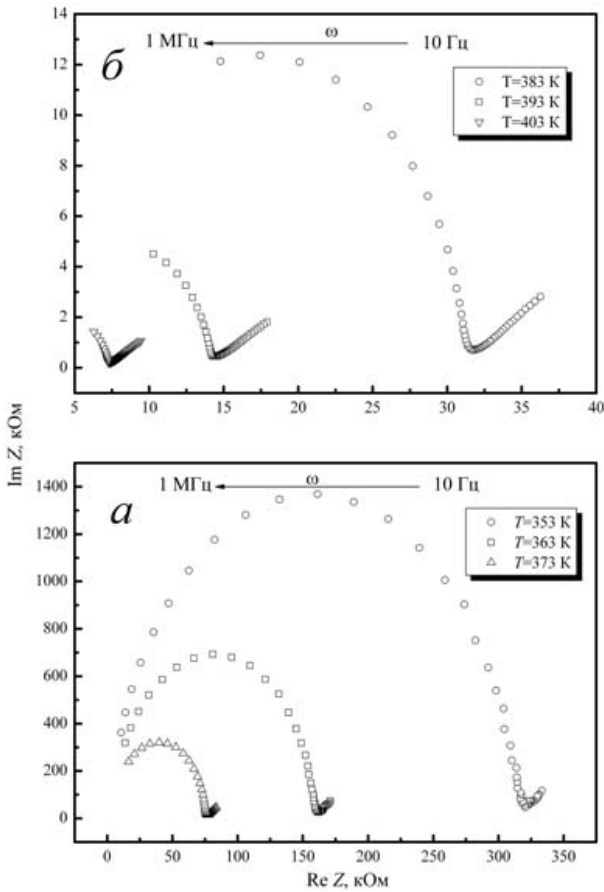 14
12
10
8
6
4
2
0
б
1 МГц
ω
10 Гц
T=383 K
T=393 K
T=403 K
5 10 15 20 25 30 35 40
Im Z, кОм
1400
1200
1000
800
600
400
200
0
а
1 МГц
ω
10 Гц
T=353 K
T=363 K
T=373 K
0 50 100 150 200 250 300 350
Re Z, кОм